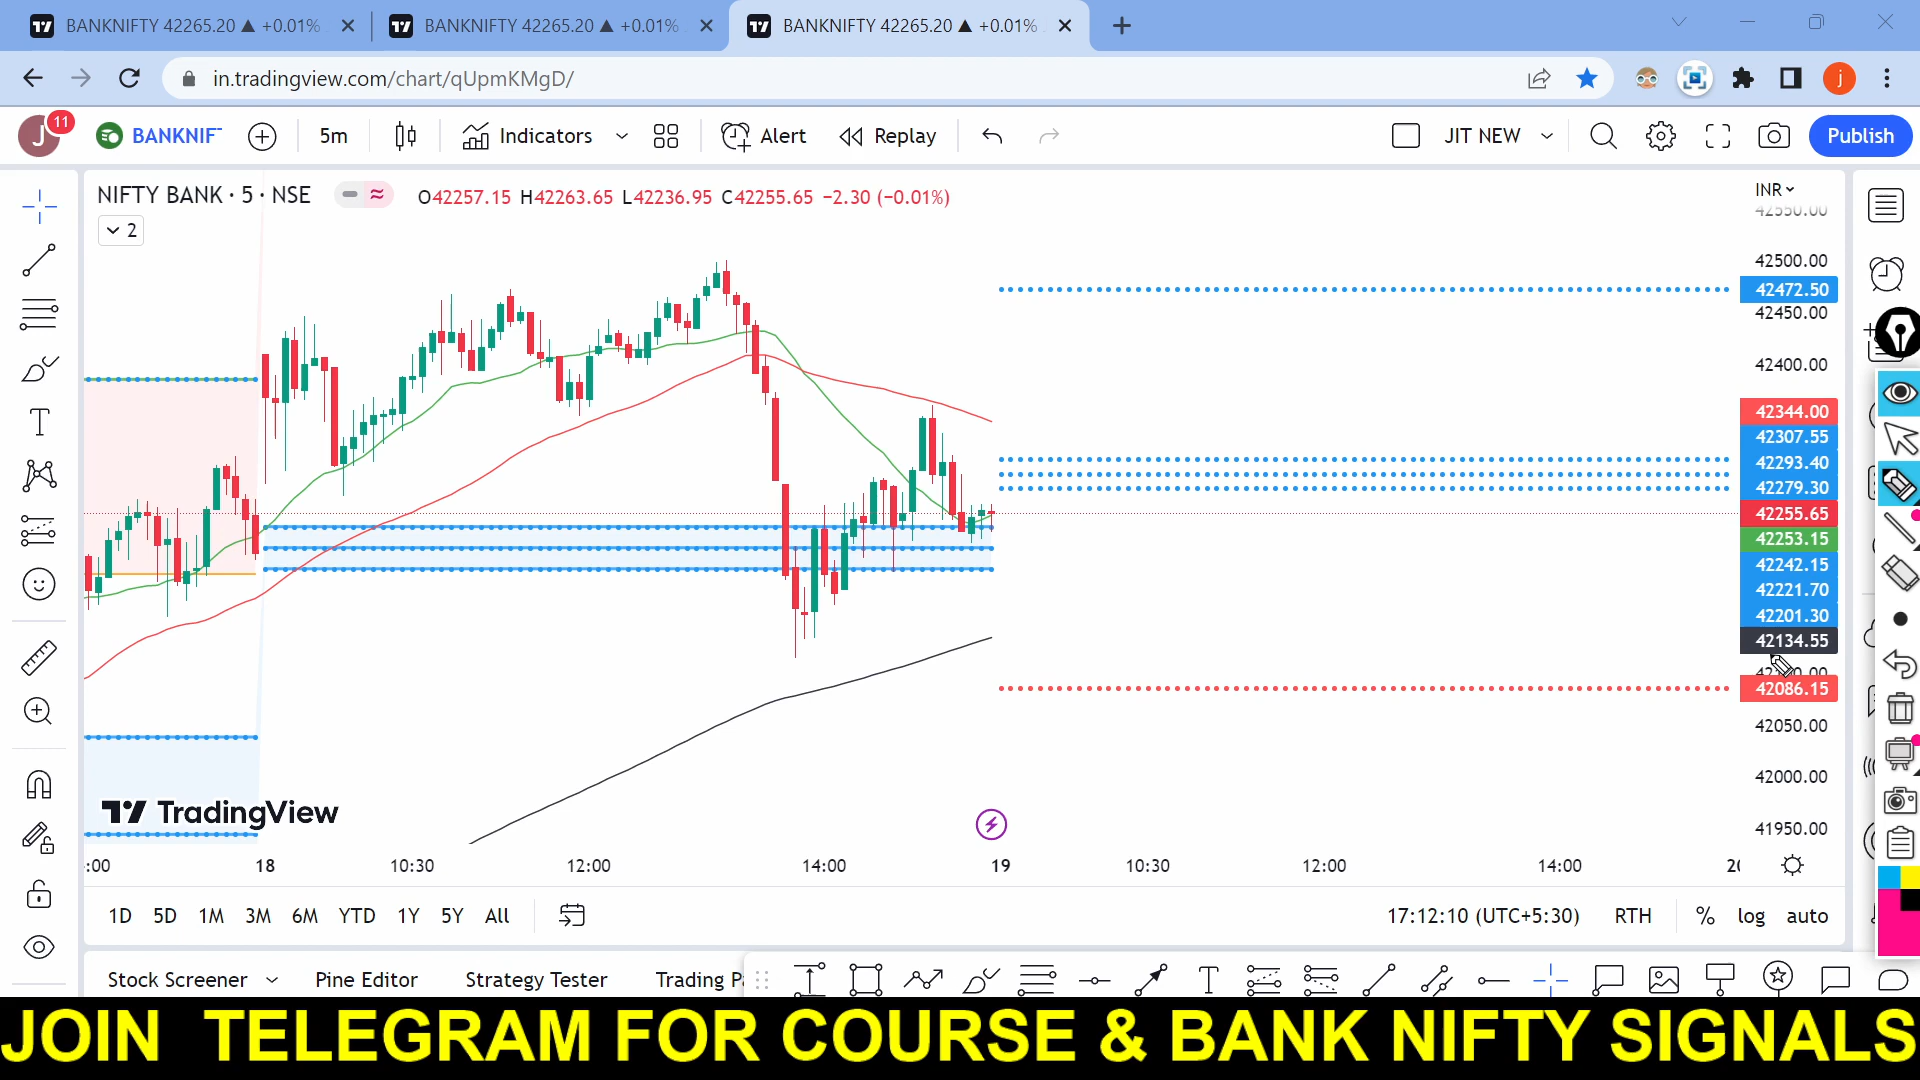 BANKNIFTY 42265.20 ▲ +0.01%
BANKNIFTY 42265.20 ▲ +0.01%
BANKNIFTY 42265.20 ▲ +0.01%
in.tradingview.com/chart/qUpmKMgD/
j
J
11
BANKNIF
5m
Indicators
Alert
Replay
JIT NEW
Publish
NIFTY BANK · 5 · NSE
O42257.15 H42263.65 L42236.95 C42255.65 −2.30 (−0.01%)
2
INR
42550.00
42500.00
42472.50
42450.00
42400.00
42344.00
42307.55
42293.40
42279.30
42255.65
42253.15
42242.15
42221.70
42201.30
42134.55
42086.15
42050.00
42000.00
41950.00
TradingView
:00
18
10:30
12:00
14:00
19
10:30
12:00
14:00
1D 5D 1M 3M 6M YTD 1Y 5Y All
17:12:10 (UTC+5:30)
RTH
% log auto
Stock Screener
Pine Editor
Strategy Tester
Trading
JOIN TELEGRAM FOR COURSE & BANK NIFTY SIGNALS